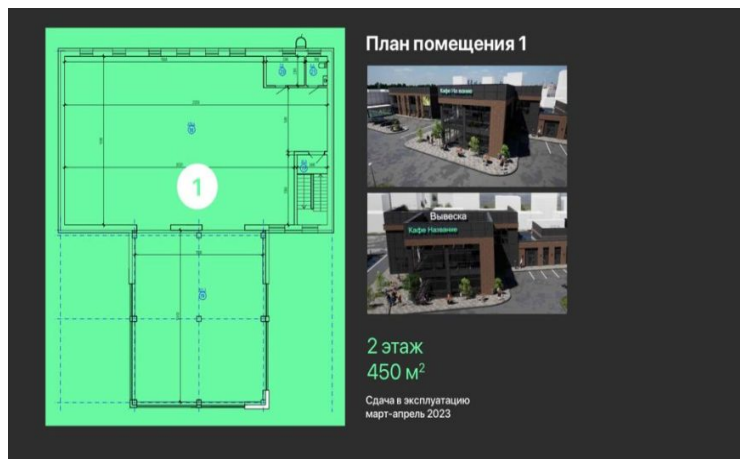 План помещения 1
Кафе Название
1
Вывеска
Кафе Название
2 этаж
450 м²
Сдача в эксплуатацию
март-апрель 2023